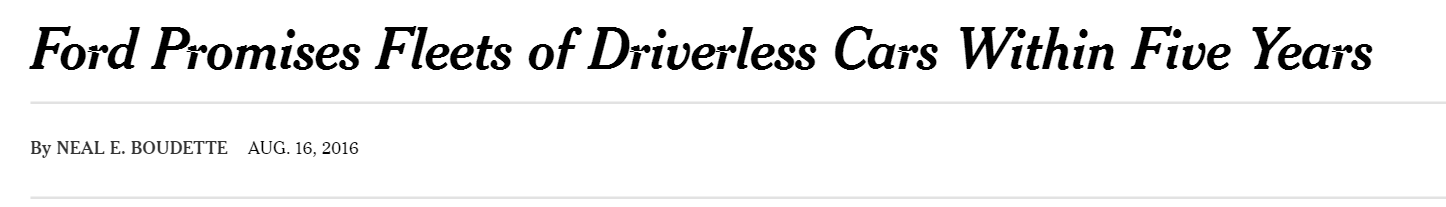 Ford Promises Fleets of Driverless Cars Within Five Years
By NEAL E. BOUDETTE AUG. 16, 2016